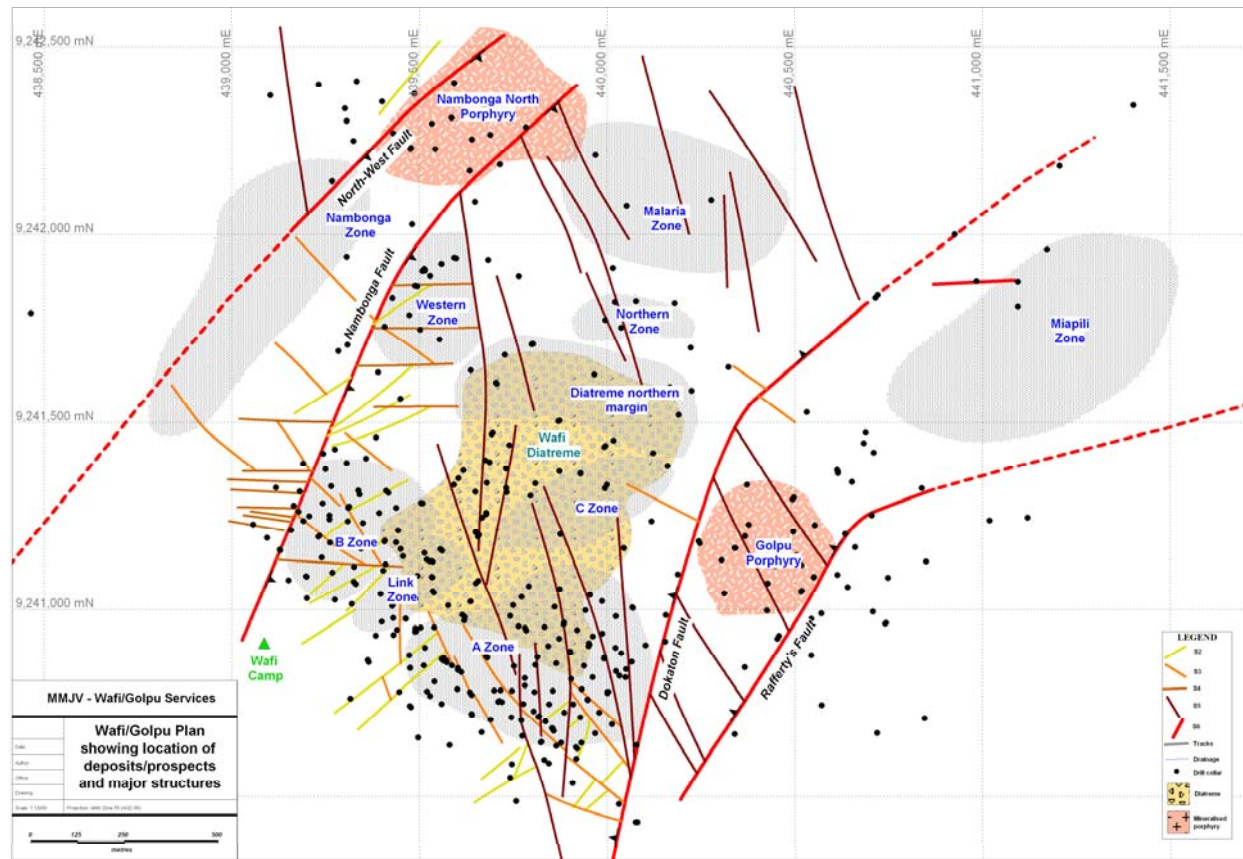 9,242,500 mN
438,500 mE
439,000 mE
439,500 mE
440,000 mE
440,500 mE
441,000 mE
441,500 mE
Nambonga North
Porphyry
North-West Fault
Nambonga
Zone
Malaria
Zone
9,242,000 mN
Nambonga Fault
Western
Zone
Northern
Zone
Miapili
Zone
Diatreme northern
margin
9,241,500 mN
Wafi
Diatreme
C Zone
B Zone
Golpu
Porphyry
Link
Zone
9,241,000 mN
A Zone
Dokaton Fault
Rafferty's Fault
Wafi
Camp
MMJV - Wafi/Golpu Services
Wafi/Golpu Plan
showing location of
deposits/prospects
and major structures
Date
Author
Office
Drawing
0 125 250 500
metres
LEGEND
S2
S3
S4
S5
S6
Tracks
Drainage
Drill collar
Diatreme
Mineralised
porphyry